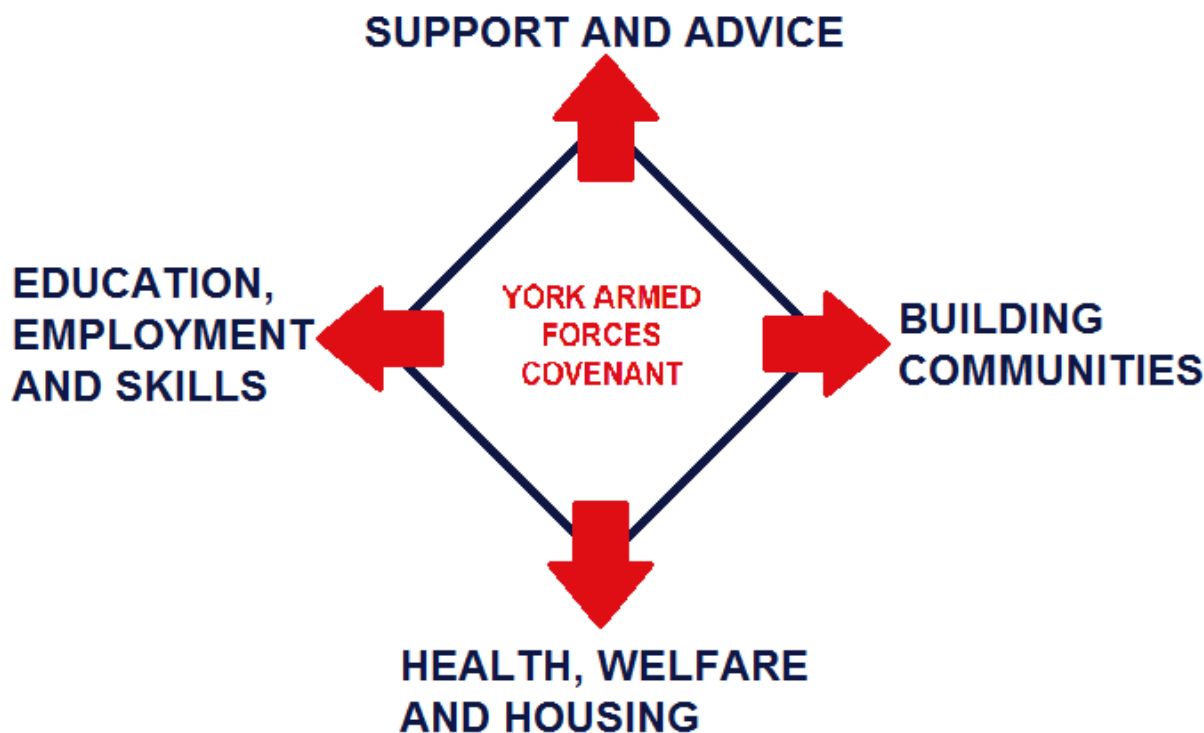 SUPPORT AND ADVICE
EDUCATION,
EMPLOYMENT
AND SKILLS
YORK ARMED
FORCES
COVENANT
BUILDING
COMMUNITIES
HEALTH, WELFARE
AND HOUSING